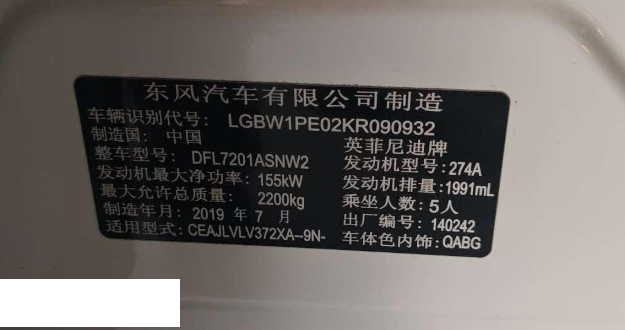 东风汽车有限公司制造
车辆识别代号: LGBW1PE02KR090932
制造国: 中国 英菲尼迪牌
整车型号: DFL7201ASNW2 发动机型号: 274A
发动机最大净功率: 155kW 发动机排量: 1991mL
最大允许总质量: 2200kg 乘坐人数: 5人
制造年月: 2019 年 7 月 出厂编号: 140242
适用型号: CEAJLVLV372XA--9N- 车体色内饰: QABG